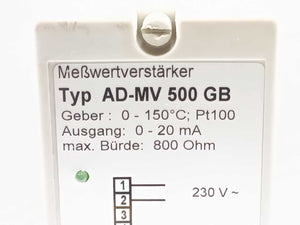 Meßwertverstärker
Typ AD-MV 500 GB
Geber : 0 - 150°C; Pt100
Ausgang: 0 - 20 mA
max. Bürde: 800 Ohm
1
2 230 V ~
3